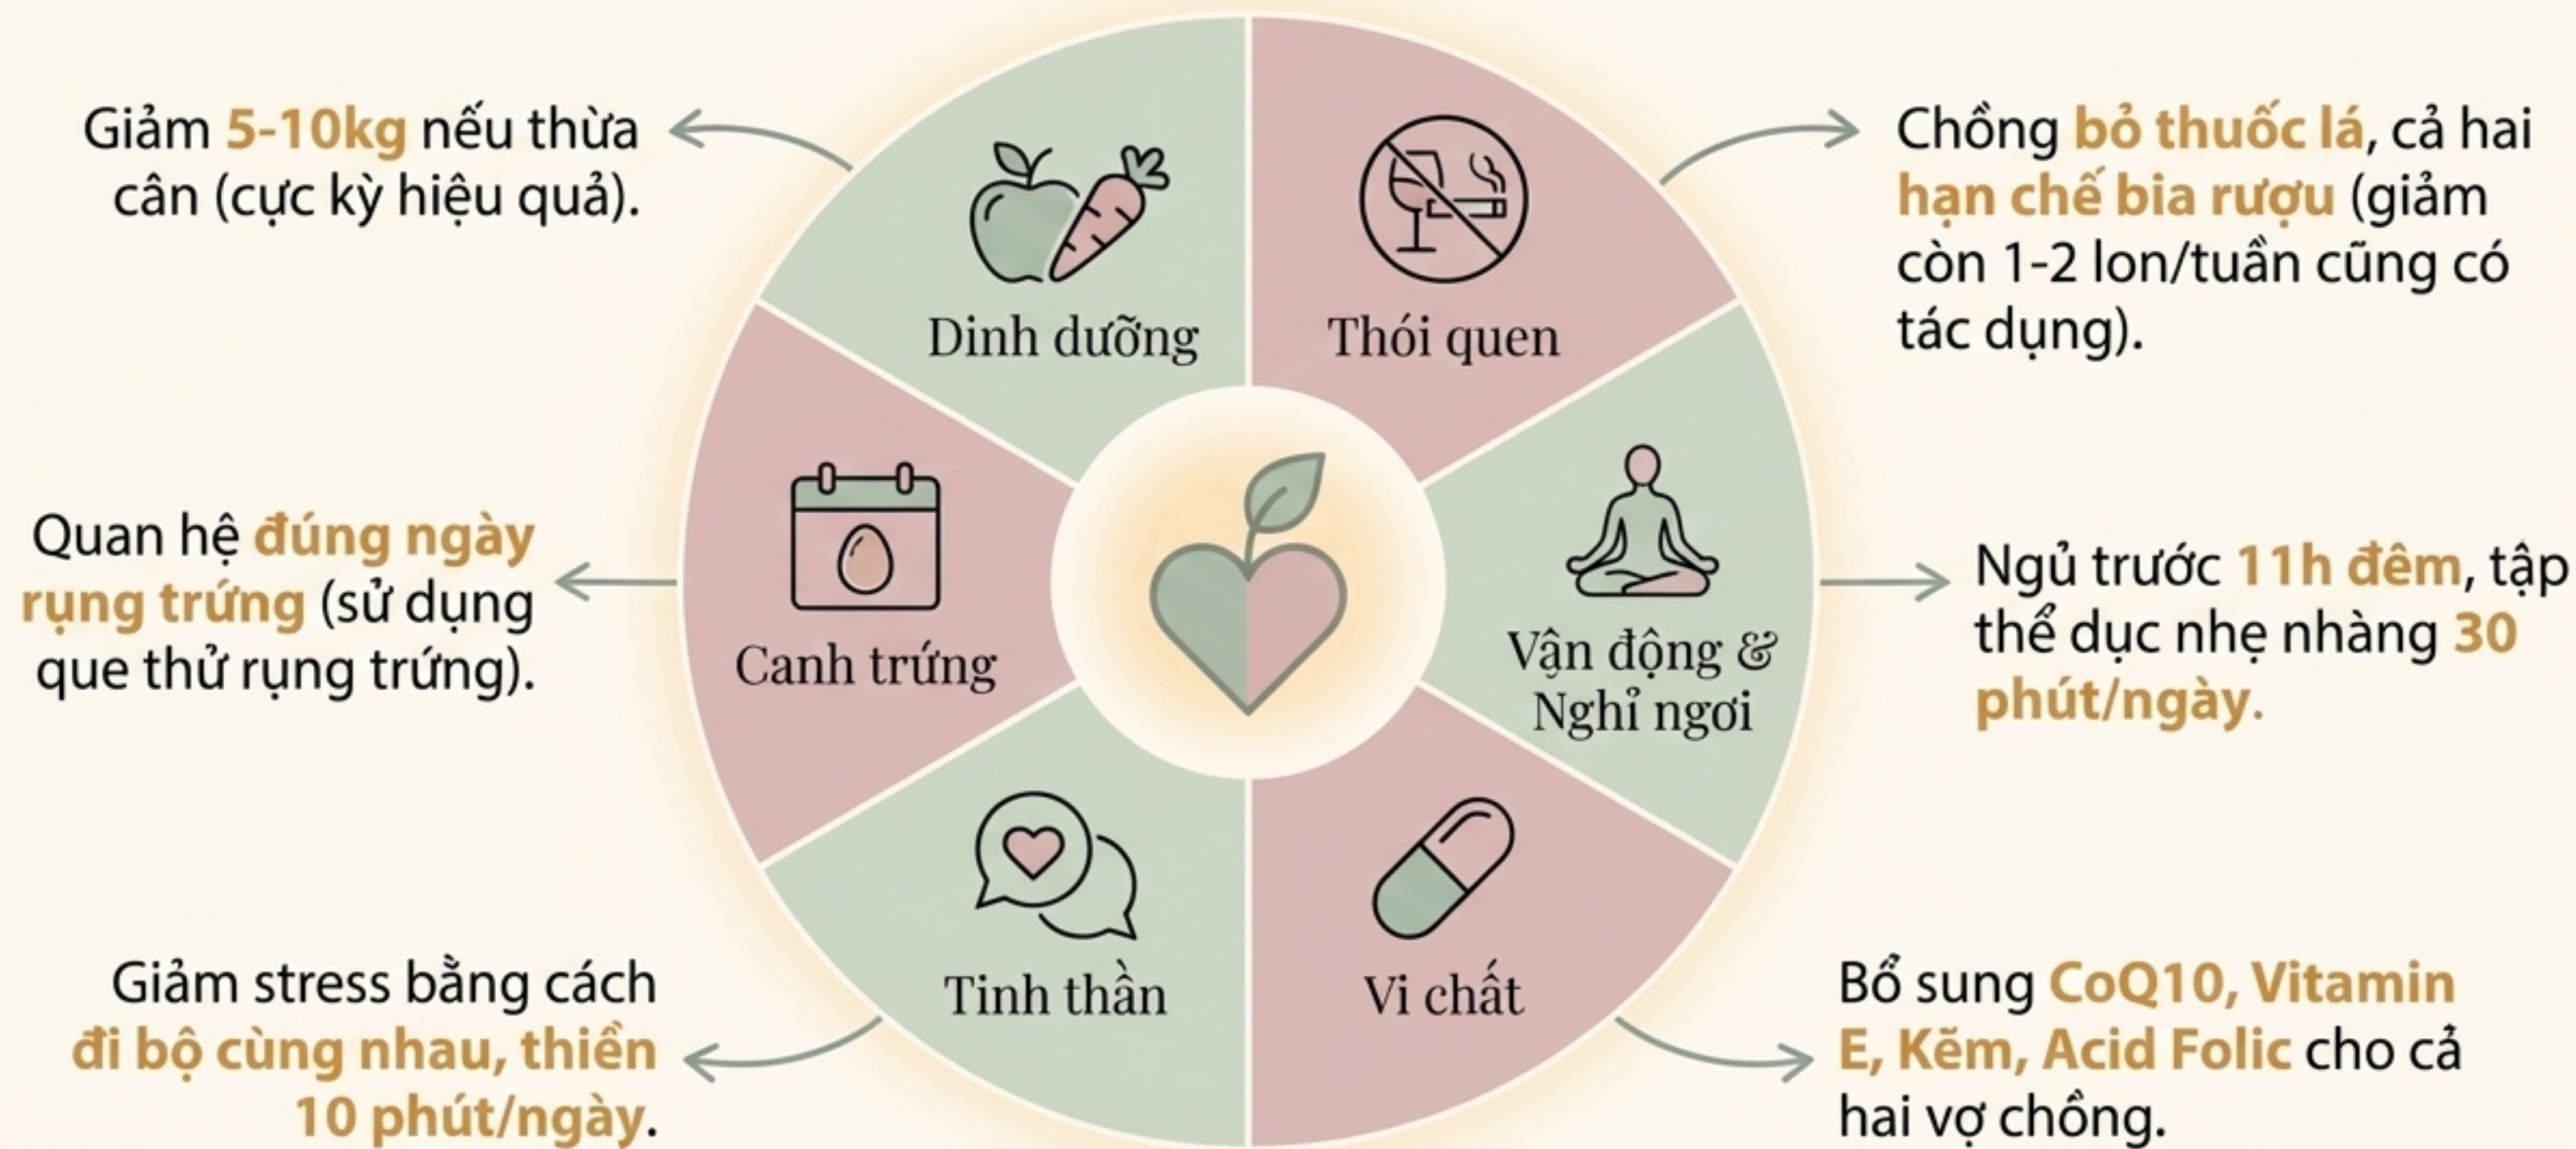 Giảm 5-10kg nếu thừa
cân (cực kỳ hiệu quả).
Dinh dưỡng
Thói quen
Chồng bỏ thuốc lá, cả hai
hạn chế bia rượu (giảm
còn 1-2 lon/tuần cũng có
tác dụng).
Quan hệ đúng ngày
rụng trứng (sử dụng
que thử rụng trứng).
Canh trứng
Vận động &
Nghỉ ngơi
Ngủ trước 11h đêm, tập
thể dục nhẹ nhàng 30
phút/ngày.
Giảm stress bằng cách
đi bộ cùng nhau, thiền
10 phút/ngày.
Tinh thần
Vi chất
Bổ sung CoQ10, Vitamin
E, Kẽm, Acid Folic cho cả
hai vợ chồng.